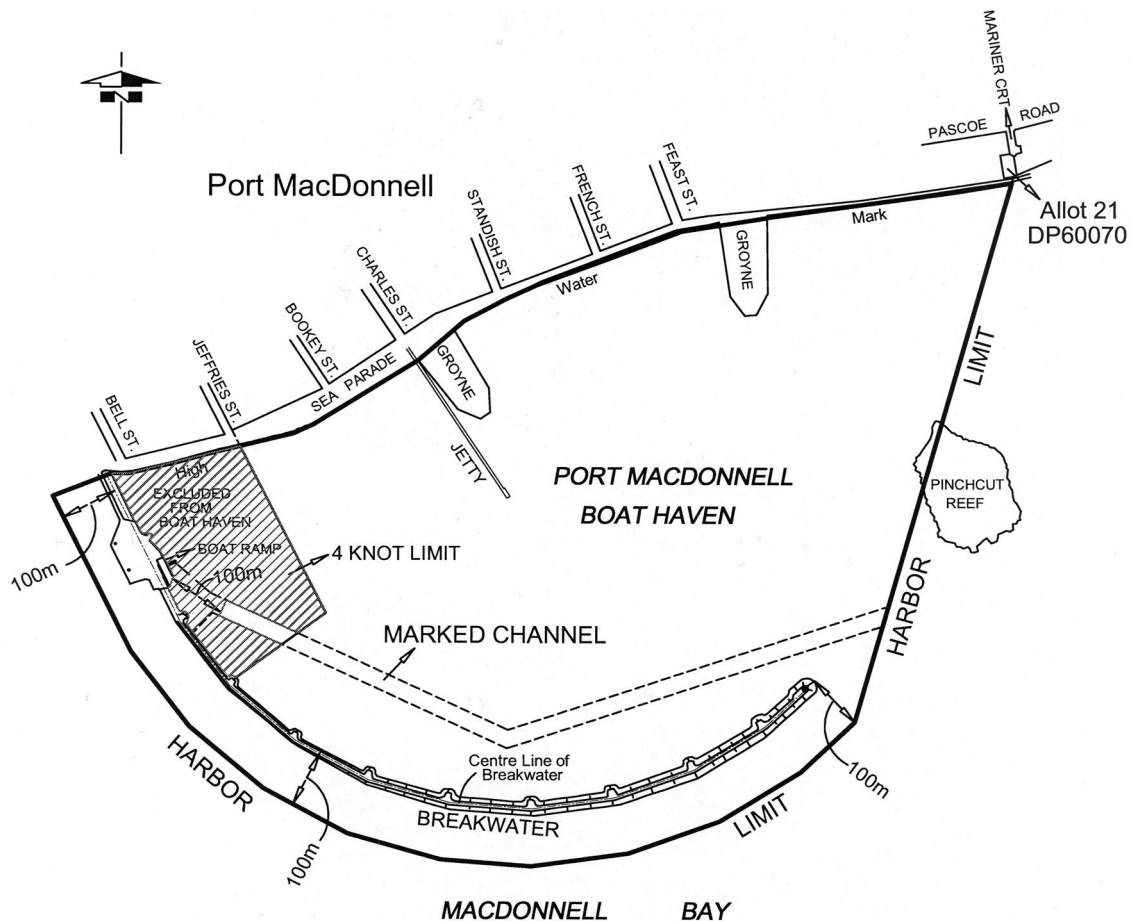 MARINER CRT
PASCOE ROAD
Port MacDonnell
FEAST ST.
FRENCH ST.
STANDISH ST.
CHARLES ST.
BOOKEY ST.
JEFFRIES ST.
BELL ST.
Allot 21
DP60070
Mark
Water
High
GROYNE
GROYNE
SEA PARADE
JETTY
LIMIT
HARBOR
PINCHCUT
REEF
PORT MACDONNELL
BOAT HAVEN
EXCLUDED
FROM
BOAT HAVEN
BOAT RAMP
4 KNOT LIMIT
100m
100m
MARKED CHANNEL
HARBOR
Centre Line of
Breakwater
BREAKWATER
100m
LIMIT
100m
MACDONNELL BAY
N